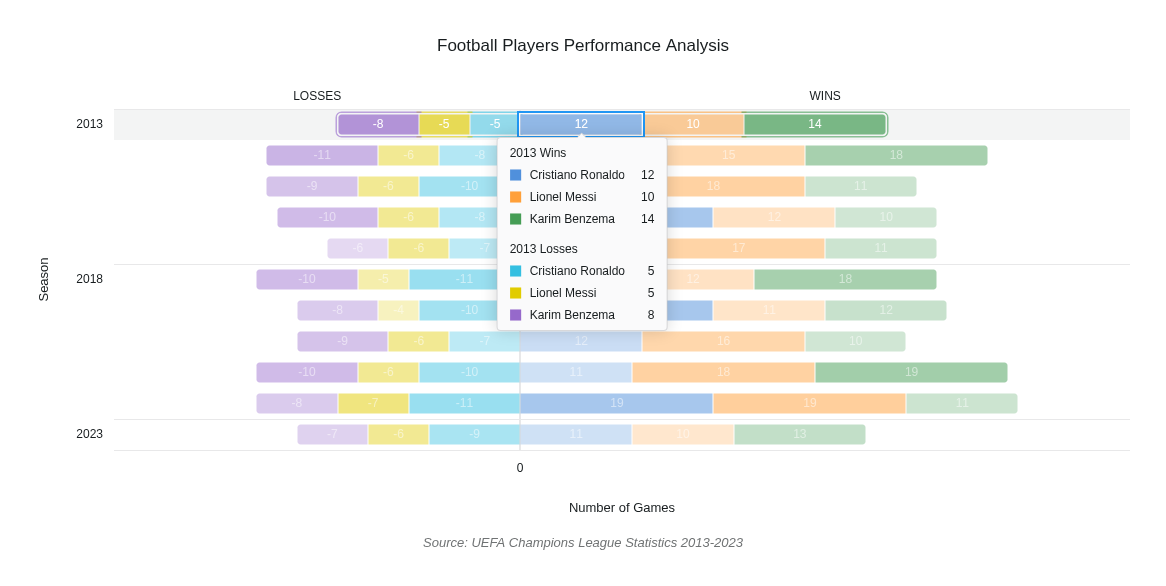 Football Players Performance Analysis
LOSSES WINS
2013 -8 -5 -5 12 10 14
-11 -6 -8 15 18
2013 Wins
Cristiano Ronaldo 12
Lionel Messi 10
Karim Benzema 14
2013 Losses
Cristiano Ronaldo 5
Lionel Messi 5
Karim Benzema 8
-9 -6 -10 18 11
-10 -6 -8 12 10
-6 -6 -7 17 11
2018 -10 -5 -11 12 18
-8 -4 -10 11 12
-9 -6 -7 12 16 10
-10 -6 -10 11 18 19
-8 -7 -11 19 19 11
2023 -7 -6 -9 11 10 13
0
Season
Number of Games
Source: UEFA Champions League Statistics 2013-2023